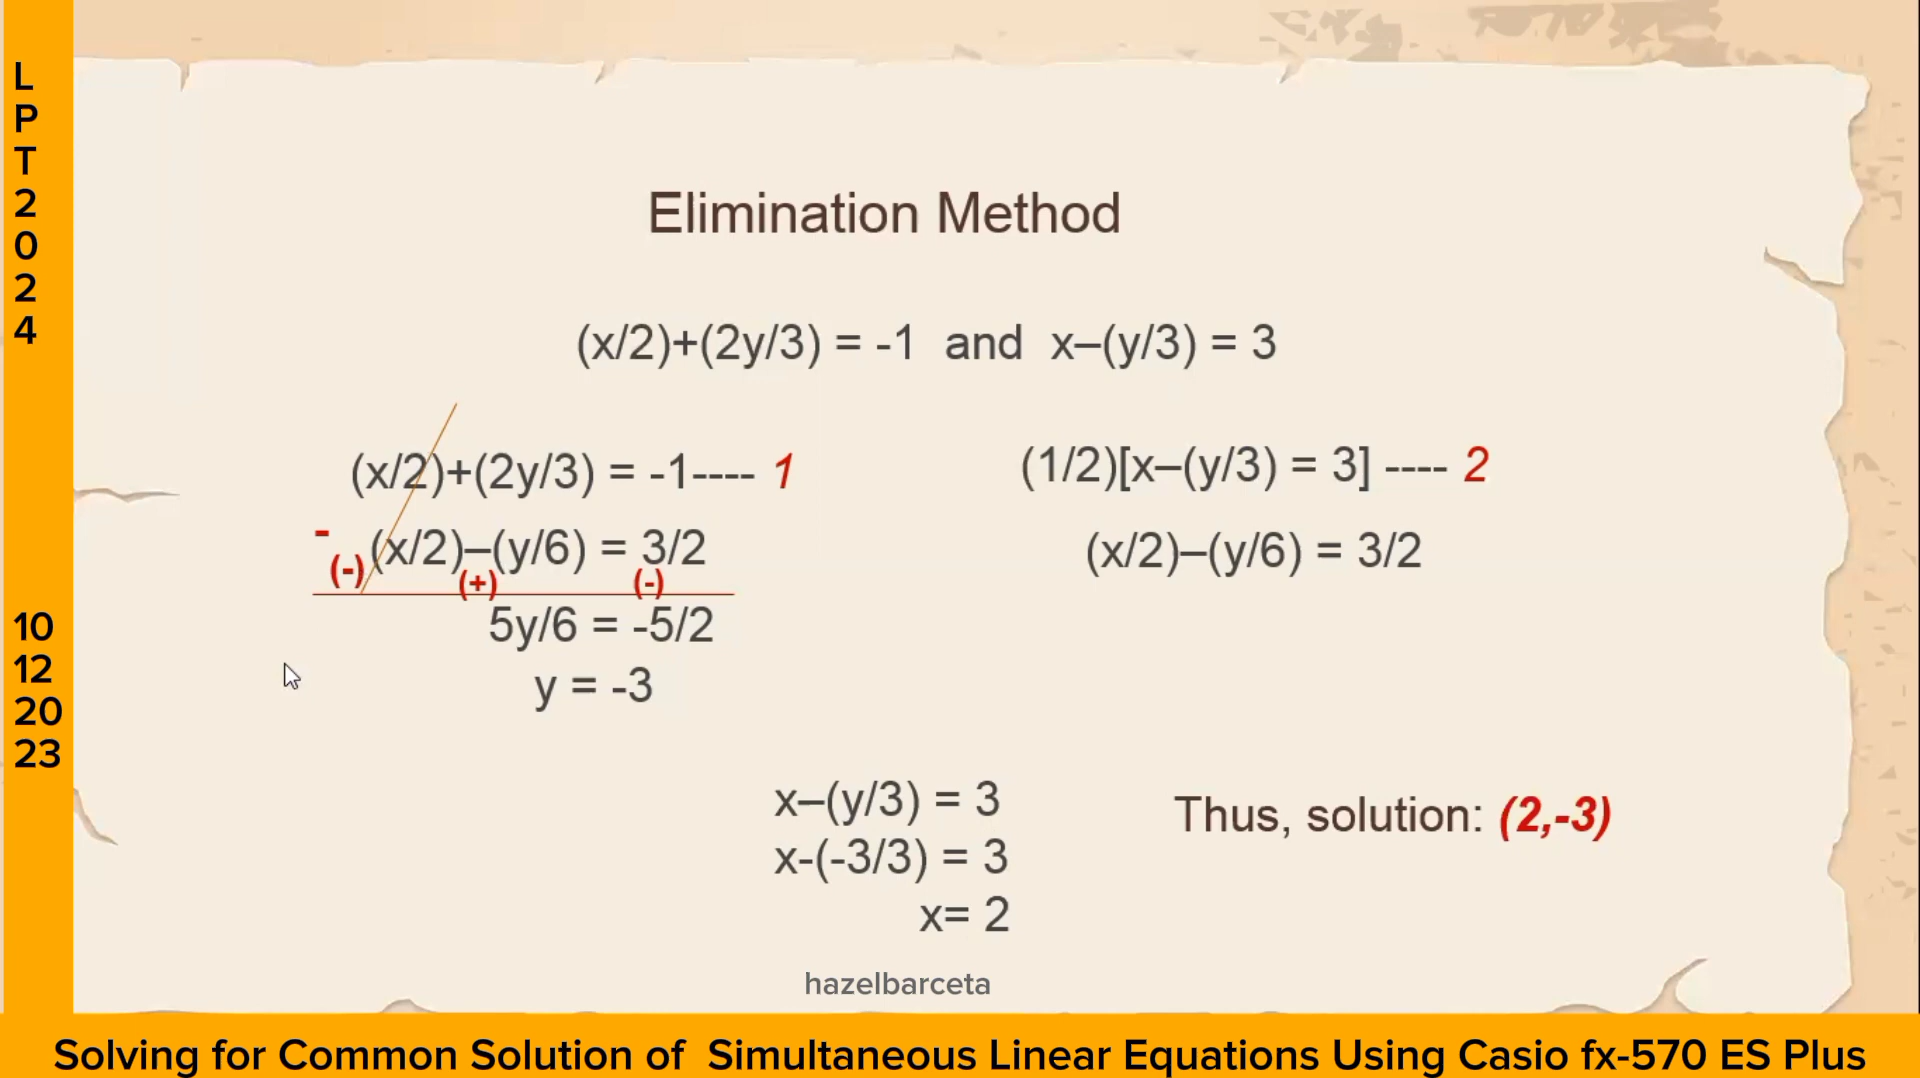 L
P
T
2
0
2
4
10
12
20
23
Elimination Method
(x/2)+(2y/3) = -1 and x–(y/3) = 3
(x/2)+(2y/3) = -1---- 1
(1/2)[x–(y/3) = 3] ---- 2
- (x/2)–(y/6) = 3/2
(x/2)–(y/6) = 3/2
(-) (+) (-)
5y/6 = -5/2
y = -3
x–(y/3) = 3
Thus, solution: (2,-3)
x-(-3/3) = 3
x= 2
hazelbarceta
Solving for Common Solution of Simultaneous Linear Equations Using Casio fx-570 ES Plus